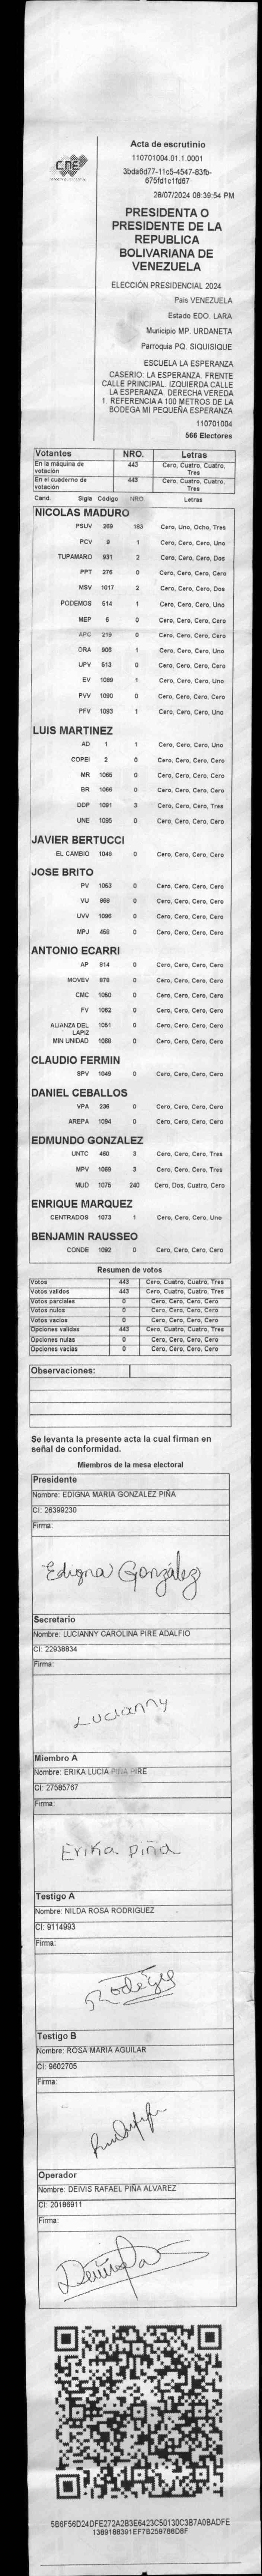 CNE
Acta de escrutinio
110701004.01.1.0001
3bda6d77-11c5-4547-83fb-
675fd1c1fd67
28/07/2024 08:39:54 PM
PRESIDENTA O
PRESIDENTE DE LA
REPUBLICA
BOLIVARIANA DE
VENEZUELA
ELECCIÓN PRESIDENCIAL 2024
Pais VENEZUELA
Estado EDO. LARA
Municipio MP. URDANETA
Parroquia PQ. SIQUISIQUE
ESCUELA LA ESPERANZA
CASERIO: LA ESPERANZA. FRENTE
CALLE PRINCIPAL. IZQUIERDA CALLE
LA ESPERANZA. DERECHA VEREDA
1. REFERENCIA A 100 METROS DE LA
BODEGA MI PEQUEÑA ESPERANZA
110701004
566 Electores
Votantes NRO. Letras
En la máquina de votación 443 Cero, Cuatro, Cuatro, Tres
En el cuaderno de votación 443 Cero, Cuatro, Cuatro, Tres
Cand. Sigla Código NRO Letras
NICOLAS MADURO
PSUV 269 183 Cero, Uno, Ocho, Tres
PCV 9 1 Cero, Cero, Cero, Uno
TUPAMARO 931 2 Cero, Cero, Cero, Dos
PPT 276 0 Cero, Cero, Cero, Cero
MSV 1017 2 Cero, Cero, Cero, Dos
PODEMOS 514 1 Cero, Cero, Cero, Uno
MEP 6 0 Cero, Cero, Cero, Cero
APC 219 0 Cero, Cero, Cero, Cero
ORA 906 1 Cero, Cero, Cero, Uno
UPV 513 0 Cero, Cero, Cero, Cero
EV 1089 1 Cero, Cero, Cero, Uno
PVV 1090 0 Cero, Cero, Cero, Cero
PFV 1093 1 Cero, Cero, Cero, Uno
LUIS MARTINEZ
AD 1 1 Cero, Cero, Cero, Uno
COPEI 2 0 Cero, Cero, Cero, Cero
MR 1065 0 Cero, Cero, Cero, Cero
BR 1066 0 Cero, Cero, Cero, Cero
DDP 1091 3 Cero, Cero, Cero, Tres
UNE 1095 0 Cero, Cero, Cero, Cero
JAVIER BERTUCCI
EL CAMBIO 1048 0 Cero, Cero, Cero, Cero
JOSE BRITO
PV 1053 0 Cero, Cero, Cero, Cero
VU 968 0 Cero, Cero, Cero, Cero
UVV 1096 0 Cero, Cero, Cero, Cero
MPJ 458 0 Cero, Cero, Cero, Cero
ANTONIO ECARRI
AP 814 0 Cero, Cero, Cero, Cero
MOVEV 878 0 Cero, Cero, Cero, Cero
CMC 1050 0 Cero, Cero, Cero, Cero
FV 1052 0 Cero, Cero, Cero, Cero
ALIANZA DEL LAPIZ 1051 0 Cero, Cero, Cero, Cero
MIN UNIDAD 1068 0 Cero, Cero, Cero, Cero
CLAUDIO FERMIN
SPV 1049 0 Cero, Cero, Cero, Cero
DANIEL CEBALLOS
VPA 236 0 Cero, Cero, Cero, Cero
AREPA 1094 0 Cero, Cero, Cero, Cero
EDMUNDO GONZALEZ
UNTC 460 3 Cero, Cero, Cero, Tres
MPV 1069 3 Cero, Cero, Cero, Tres
MUD 1075 240 Cero, Dos, Cuatro, Cero
ENRIQUE MARQUEZ
CENTRADOS 1073 1 Cero, Cero, Cero, Uno
BENJAMIN RAUSSEO
CONDE 1092 0 Cero, Cero, Cero, Cero
Resumen de votos
Votos 443 Cero, Cuatro, Cuatro, Tres
Votos validos 443 Cero, Cuatro, Cuatro, Tres
Votos parciales 0 Cero, Cero, Cero, Cero
Votos nulos 0 Cero, Cero, Cero, Cero
Votos vacios 0 Cero, Cero, Cero, Cero
Opciones validas 443 Cero, Cuatro, Cuatro, Tres
Opciones nulas 0 Cero, Cero, Cero, Cero
Opciones vacias 0 Cero, Cero, Cero, Cero
Observaciones:
Se levanta la presente acta la cual firman en
señal de conformidad.
Miembros de la mesa electoral
Presidente
Nombre: EDIGNA MARIA GONZALEZ PIÑA
CI: 26399230
Firma:
Edigna González
Secretario
Nombre: LUCIANNY CAROLINA PIRE ADALFIO
CI: 22938834
Firma:
Lucianny
Miembro A
Nombre: ERIKA LUCIA PIÑA PIRE
CI: 27585767
Firma:
Erika piña
Testigo A
Nombre: NILDA ROSA RODRIGUEZ
CI: 9114993
Firma:
Testigo B
Nombre: ROSA MARIA AGUILAR
CI: 9602705
Firma:
Operador
Nombre: DEIVIS RAFAEL PIÑA ALVAREZ
CI: 20186911
Firma:
5B6F56D24DFE272A2B3E6423C50130C3B7A0BADFE
1369188391EF7B259788D8F